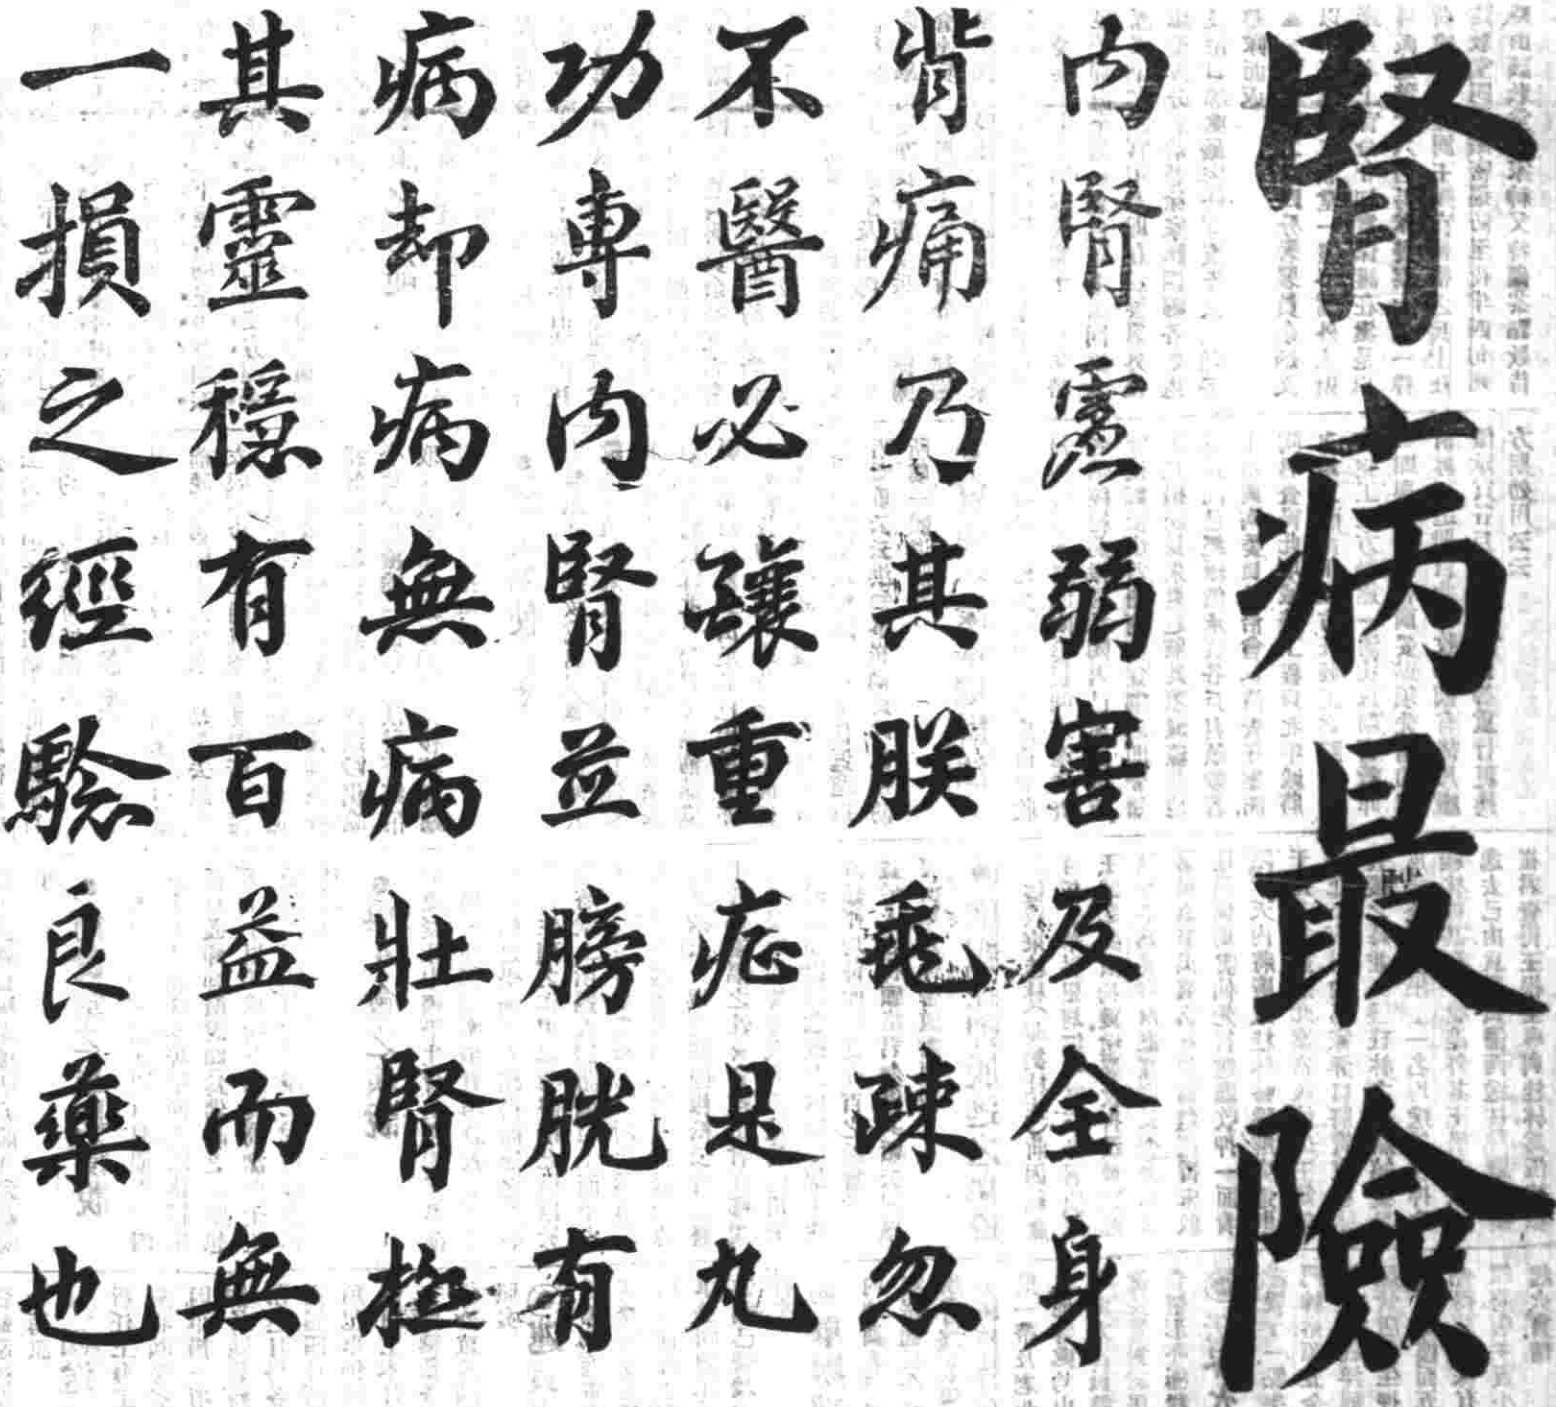 腎病最險
內腎虛弱害及全身
背痛乃其朕兆疎忽
不醫必釀重症是丸
功專內腎並膀胱有
病却病無病壯腎極
其靈穩有百益而無
一損之經驗良藥也